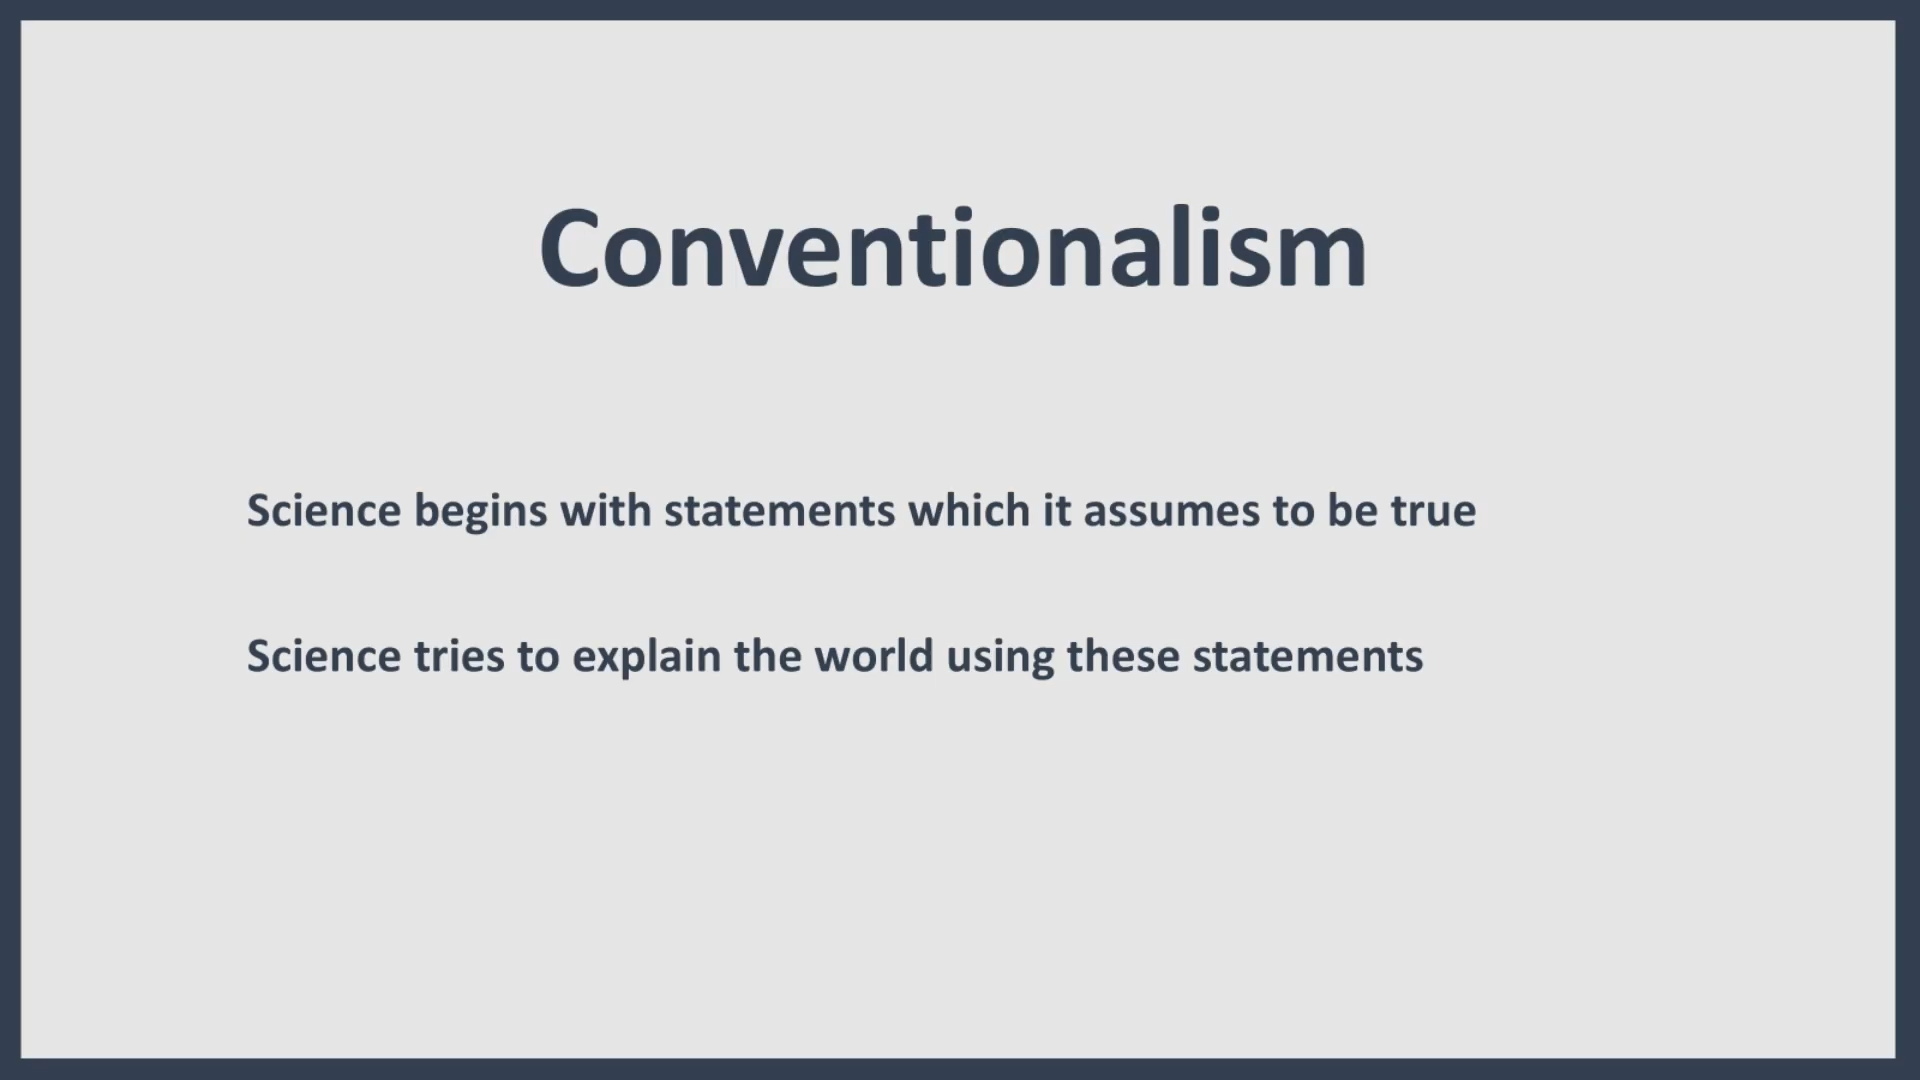 Conventionalism
Science begins with statements which it assumes to be true
Science tries to explain the world using these statements